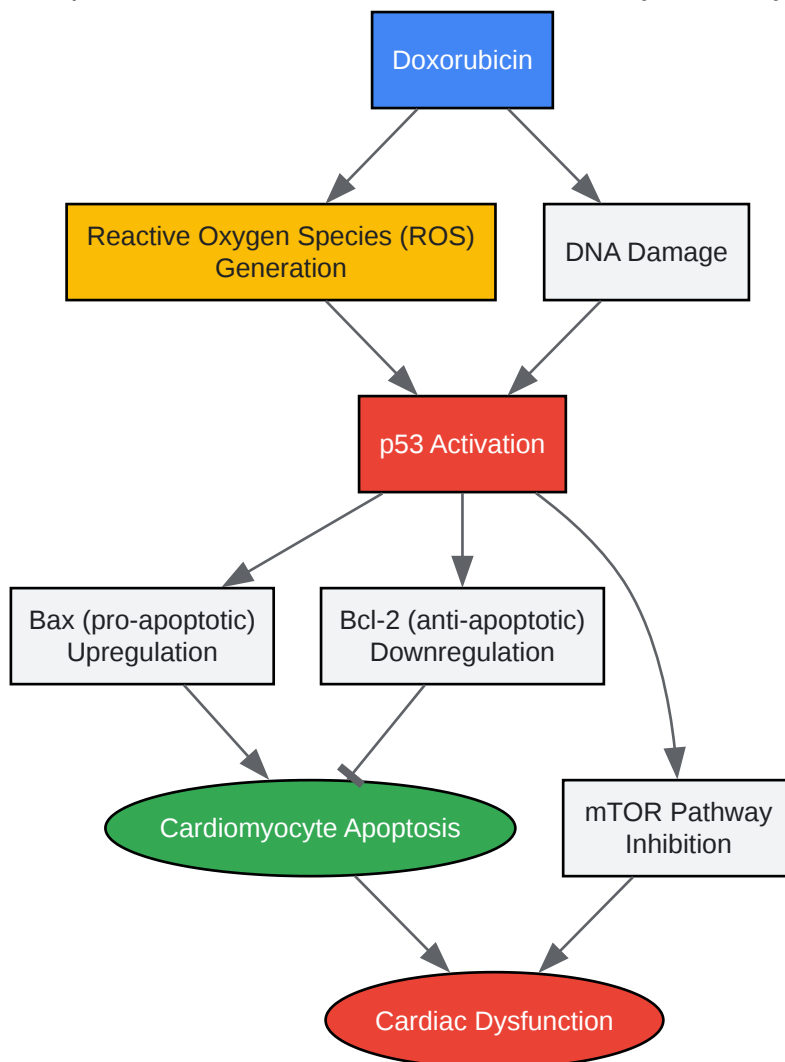 Doxorubicin
Reactive Oxygen Species (ROS)
Generation
DNA Damage
p53 Activation
Bax (pro-apoptotic)
Upregulation
Bcl-2 (anti-apoptotic)
Downregulation
Cardiomyocyte Apoptosis
mTOR Pathway
Inhibition
Cardiac Dysfunction